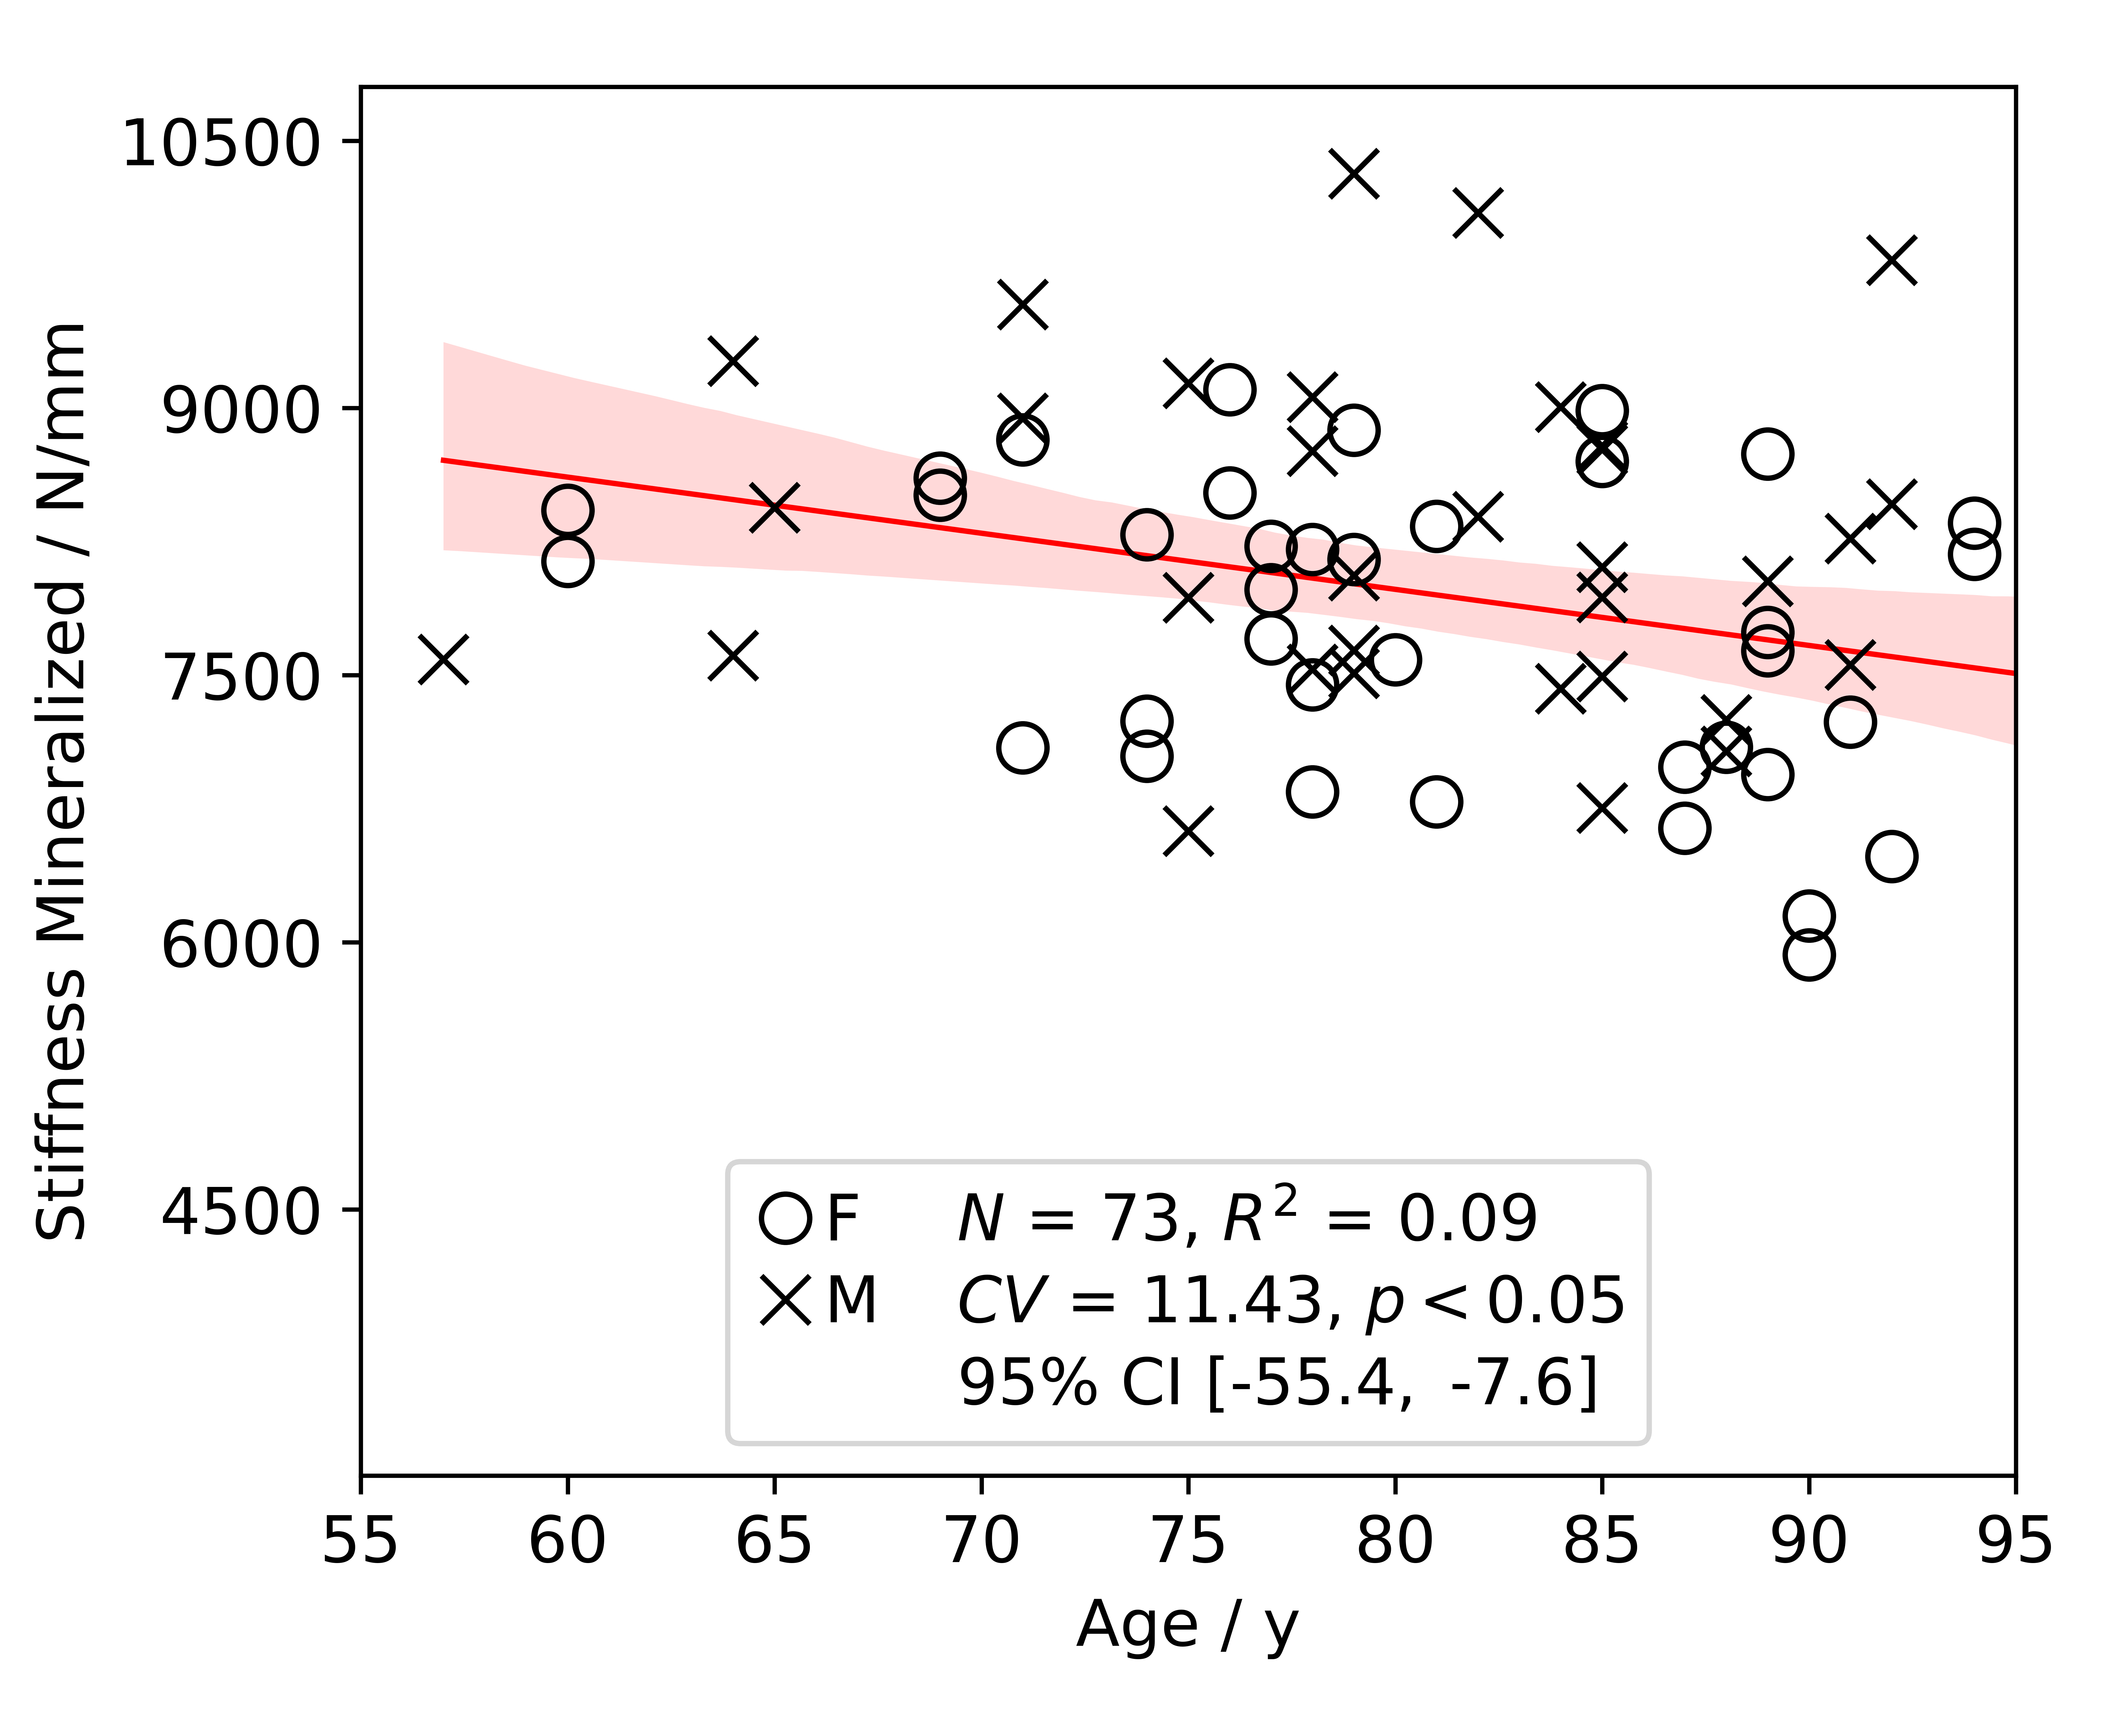 Stiffness Mineralized / N/mm
10500
9000
7500
6000
4500
F N = 73, R² = 0.09
M CV = 11.43, p < 0.05
95% CI [-55.4, -7.6]
55 60 65 70 75 80 85 90 95
Age / y